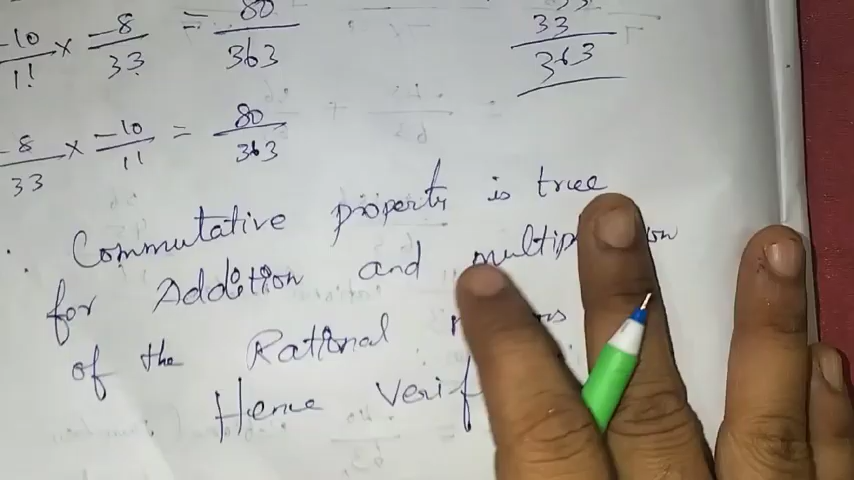 -10/11 × -8/33 = 80/363
33
363
-8/33 × -10/11 = 80/363
∴ Commutative property is true
for Addition and
of the Rational
Hence